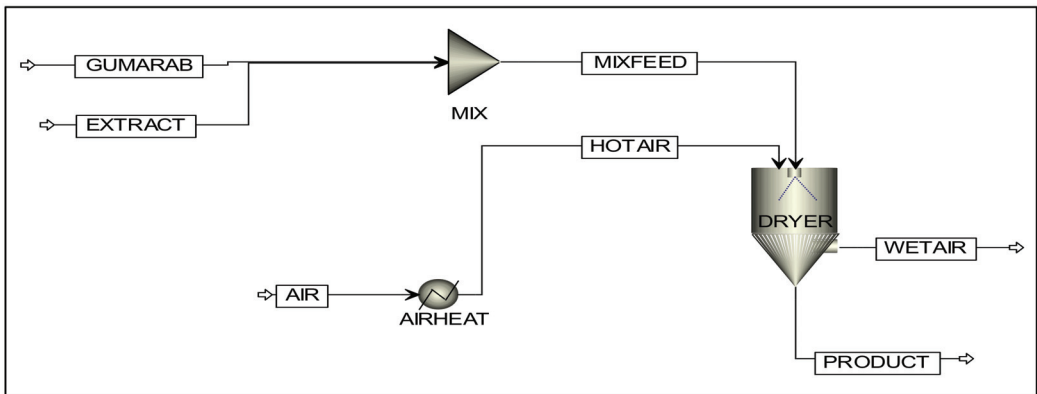 GUMARAB
MIXFEED
MIX
EXTRACT
HOTAIR
DRYER
WETAIR
AIR
AIRHEAT
PRODUCT